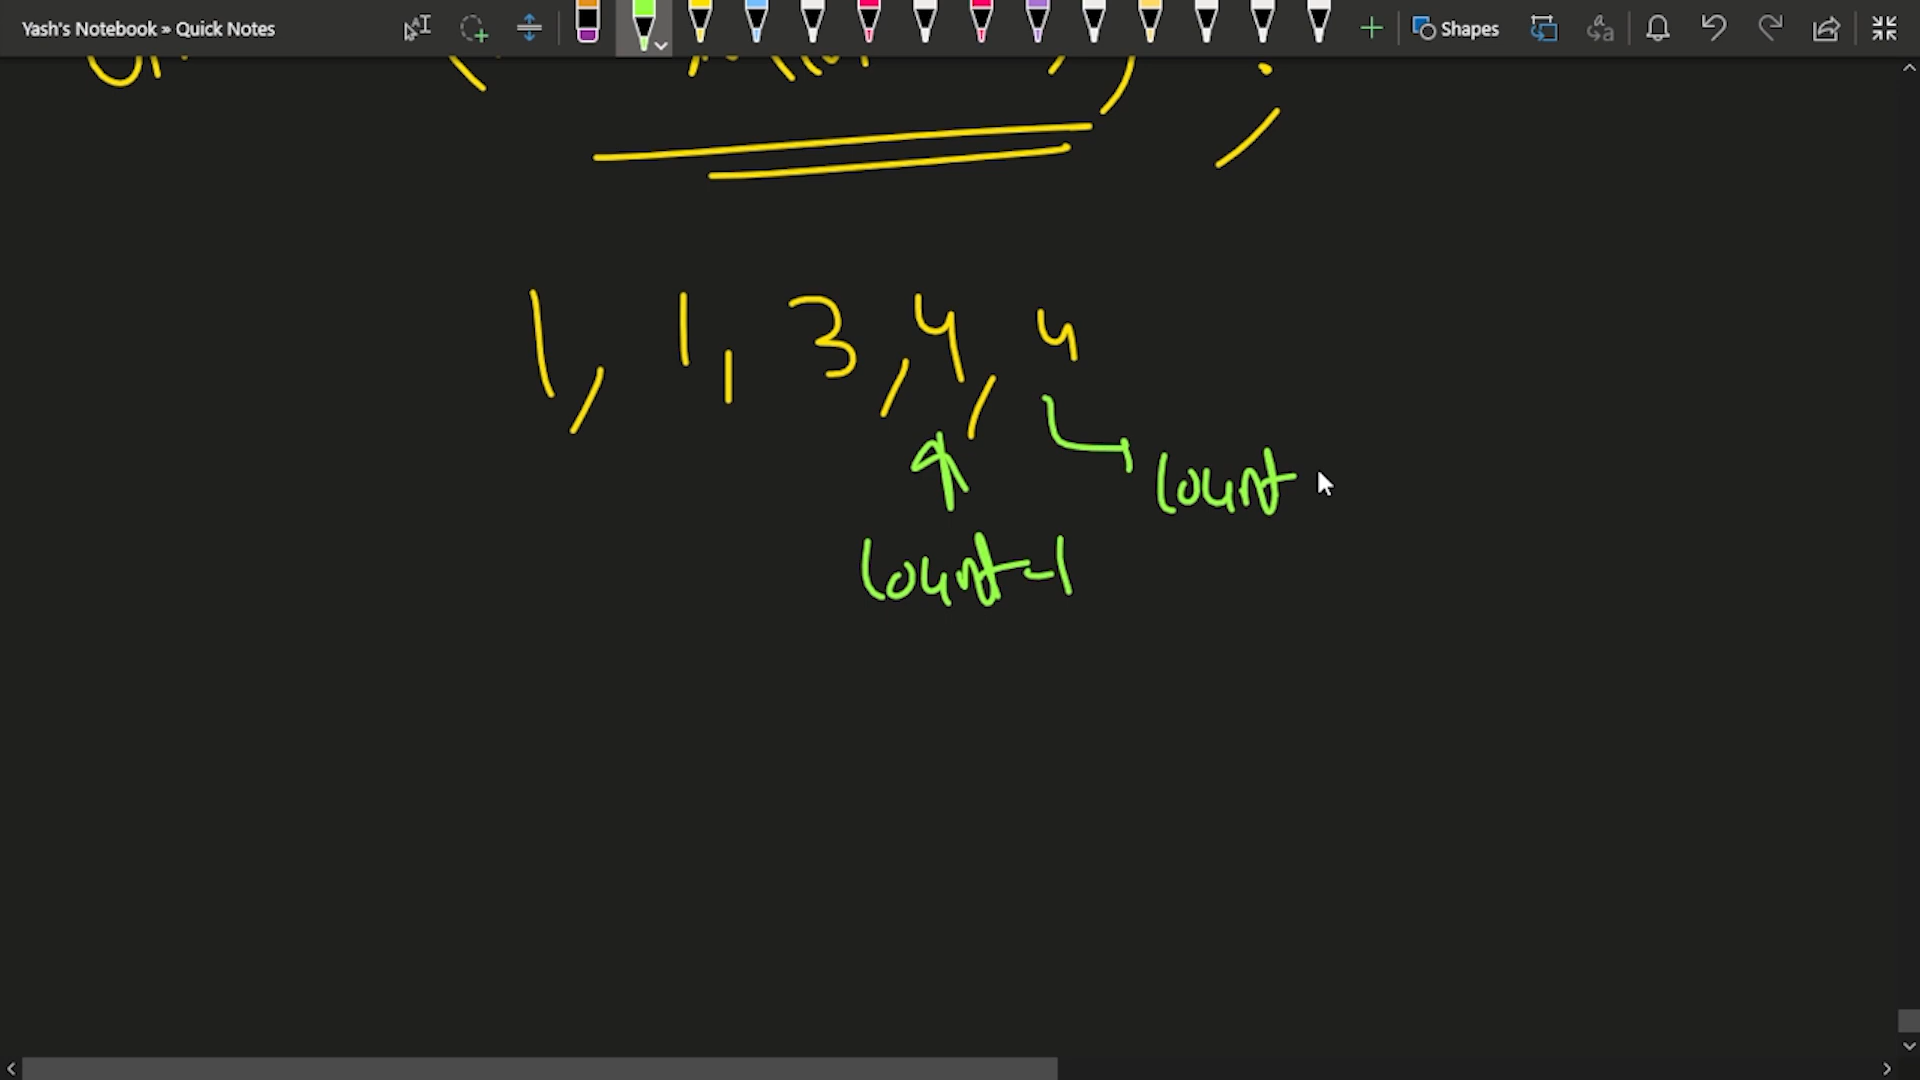 Yash's Notebook » Quick Notes
Shapes
1, 1, 3, 4, 4
Count
Count-1